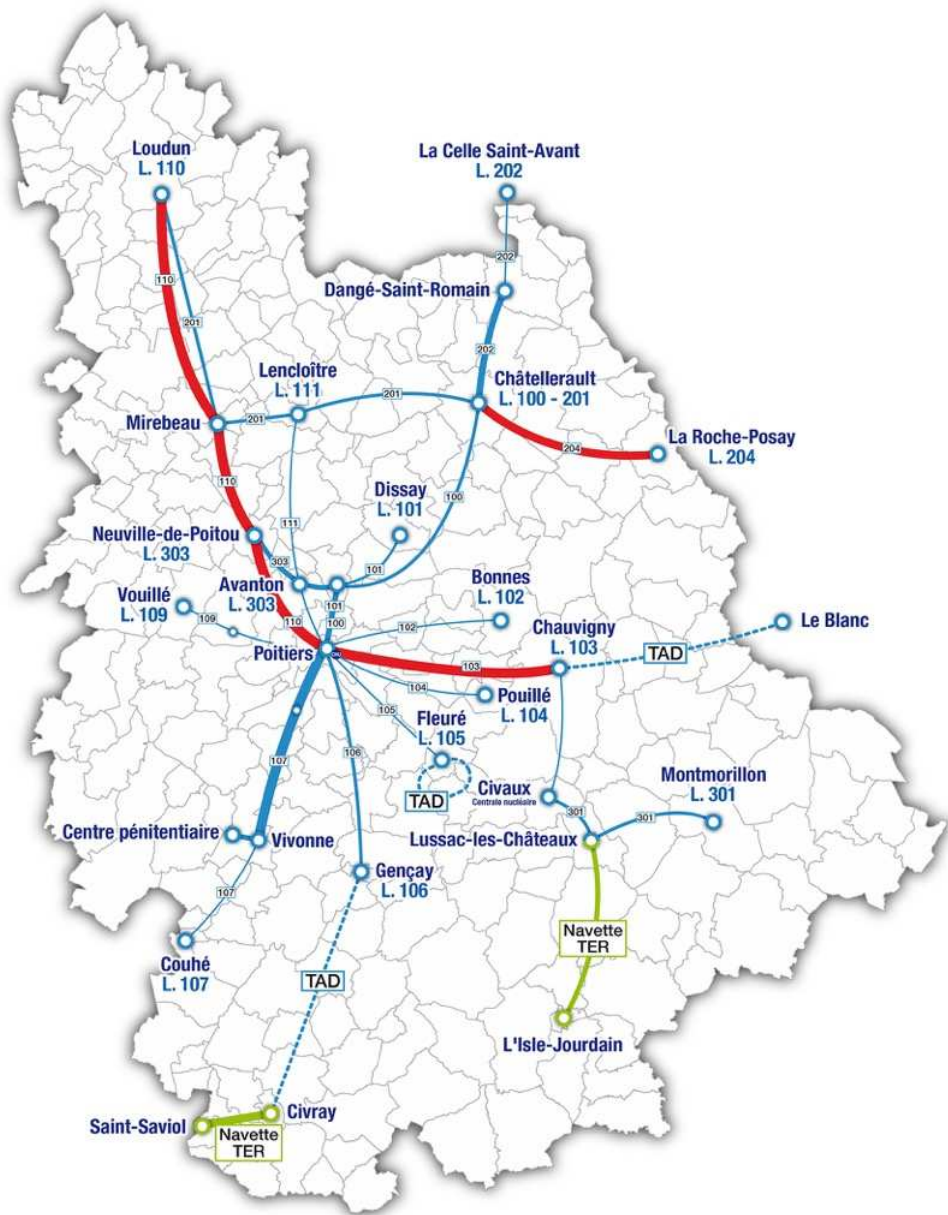 Loudun
L. 110
La Celle Saint-Avant
L. 202
202
110
Dangé-Saint-Romain
201
202
Lencloître
L. 111
201
Châtellerault
L. 100 - 201
Mirebeau
201
204
La Roche-Posay
L. 204
110
Dissay
L. 101
100
111
Neuville-de-Poitou
L. 303
303
101
Avanton
L. 303
Bonnes
L. 102
Vouillé
L. 109
101
109
110
100
102
Chauvigny
L. 103
Le Blanc
Poitiers
TAD
103
104
Pouillé
L. 104
105
Fleuré
L. 105
106
107
TAD
Civaux
Centrale nucléaire
Montmorillon
L. 301
301
301
Centre pénitentiaire
Vivonne
Lussac-les-Châteaux
Gençay
L. 106
107
Navette
TER
Couhé
L. 107
TAD
L'Isle-Jourdain
Civray
Saint-Saviol
Navette
TER